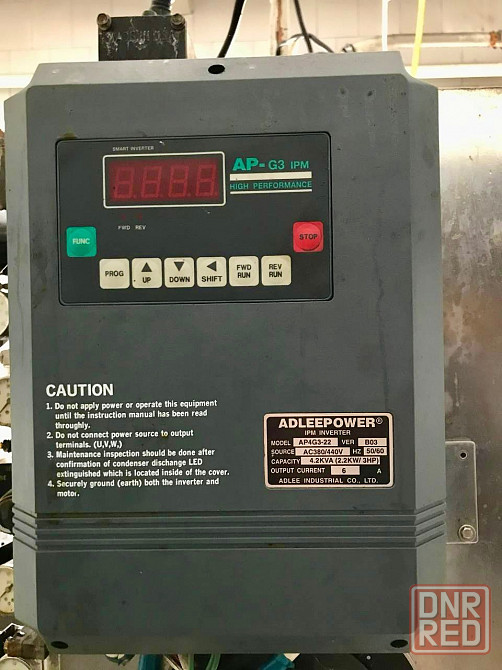 SMART INVERTER
8.8.8.8
AP-G3 IPM
HIGH PERFORMANCE
FWD REV
FUNC
STOP
PROG
▲ UP
▼ DOWN
◀ SHIFT
FWD RUN
REV RUN
CAUTION
1. Do not apply power or operate this equipment
until the instruction manual has been read
throughly.
2. Do not connect power source to output
terminals. (U,V,W,)
3. Maintenance inspection should be done after
confirmation of condenser discharge LED
extinguished which is located inside of the cover.
4. Securely ground (earth) both the inverter and
motor.
ADLEEPOWER®
IPM INVERTER
MODEL AP4G3-22 VER B03
SOURCE AC380/440V HZ 50/60
CAPACITY 4.2KVA (2.2KW/3HP)
OUTPUT CURRENT 6 A
ADLEE INDUSTRIAL CO., LTD.
DNR
RED